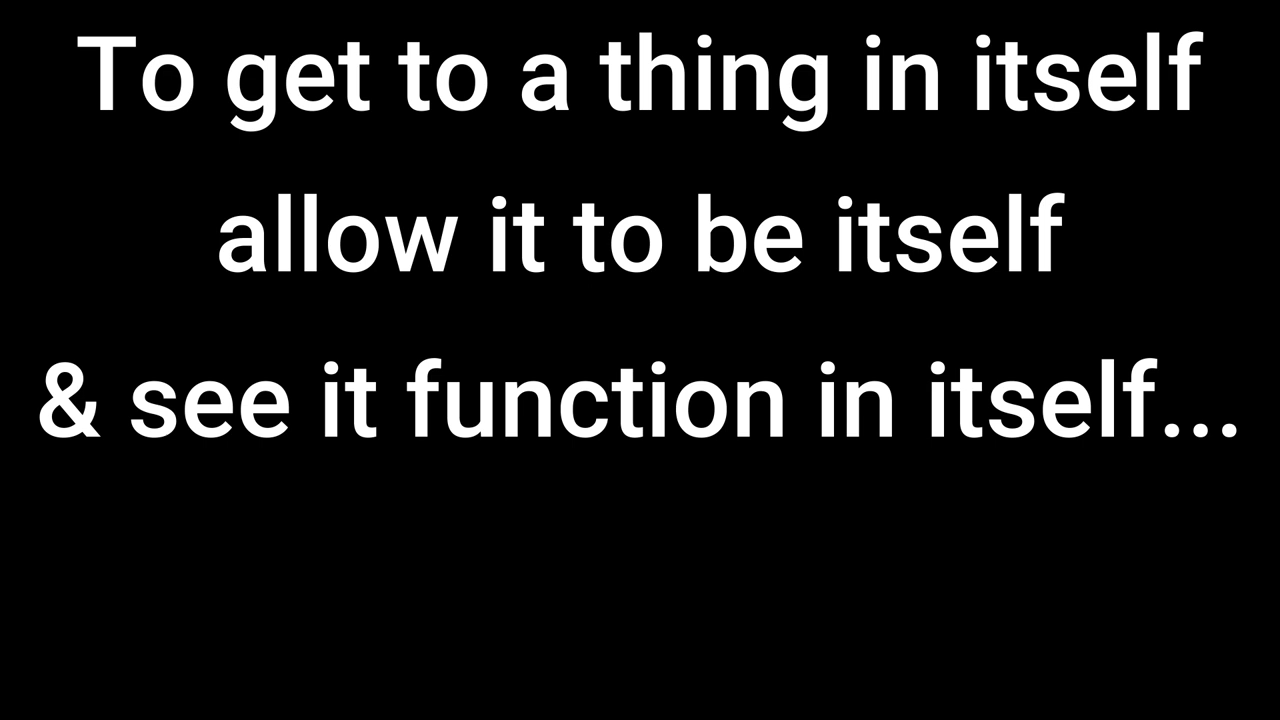 To get to a thing in itself
allow it to be itself
& see it function in itself...